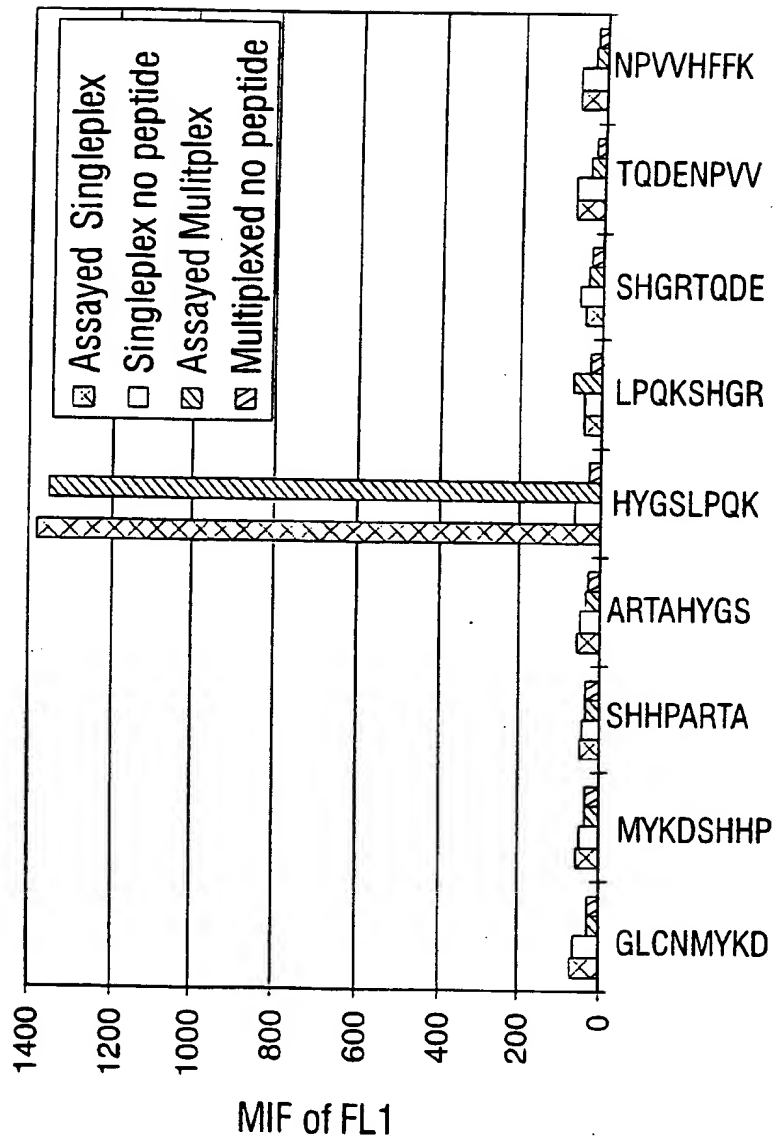 Assayed Singleplex
Singleplex no peptide
Assayed Mulitplex
Multiplexed no peptide
MIF of FL1
1400
1200
1000
800
600
400
200
0
GLCNMYKD
MYKDSHHP
SHHPARTA
ARTAHYGS
HYGSLPQK
LPQKSHGR
SHGRTQDE
TQDENPVV
NPVVHFFK